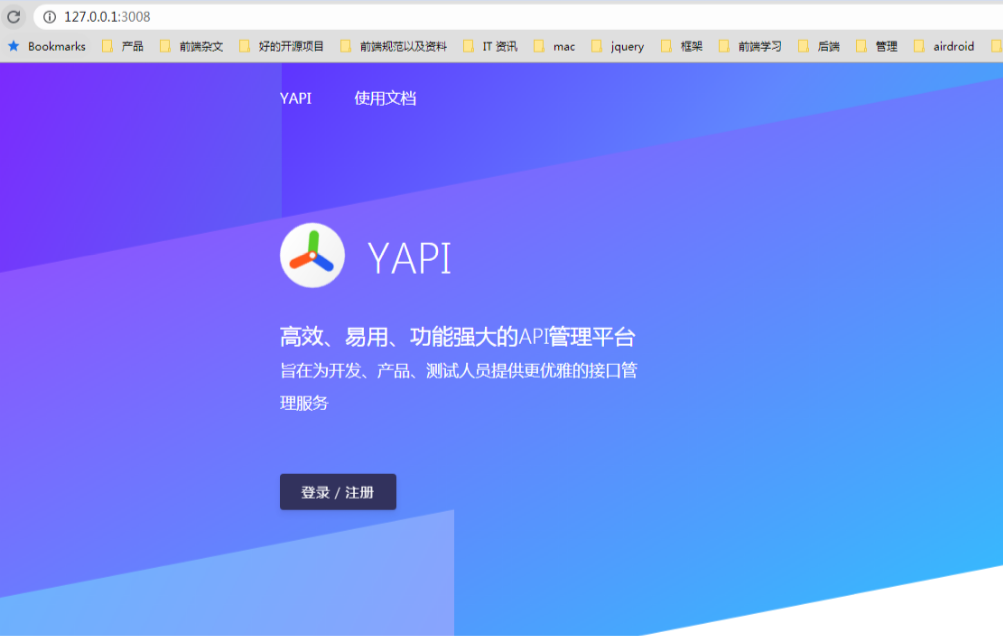 127.0.0.1:3008
Bookmarks 产品 前端杂文 好的开源项目 前端规范以及资料 IT 资讯 mac jquery 框架 前端学习 后端 管理 airdroid
YAPI 使用文档
YAPI
高效、易用、功能强大的API管理平台
旨在为开发、产品、测试人员提供更优雅的接口管
理服务
登录 / 注册